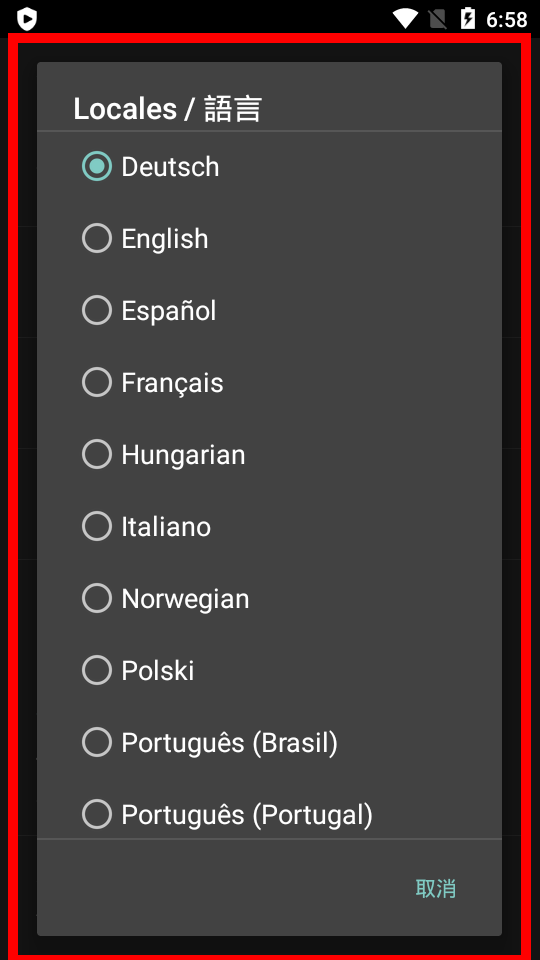 6:58
Locales / 語言
Deutsch
English
Español
Français
Hungarian
Italiano
Norwegian
Polski
Português (Brasil)
Português (Portugal)
取消